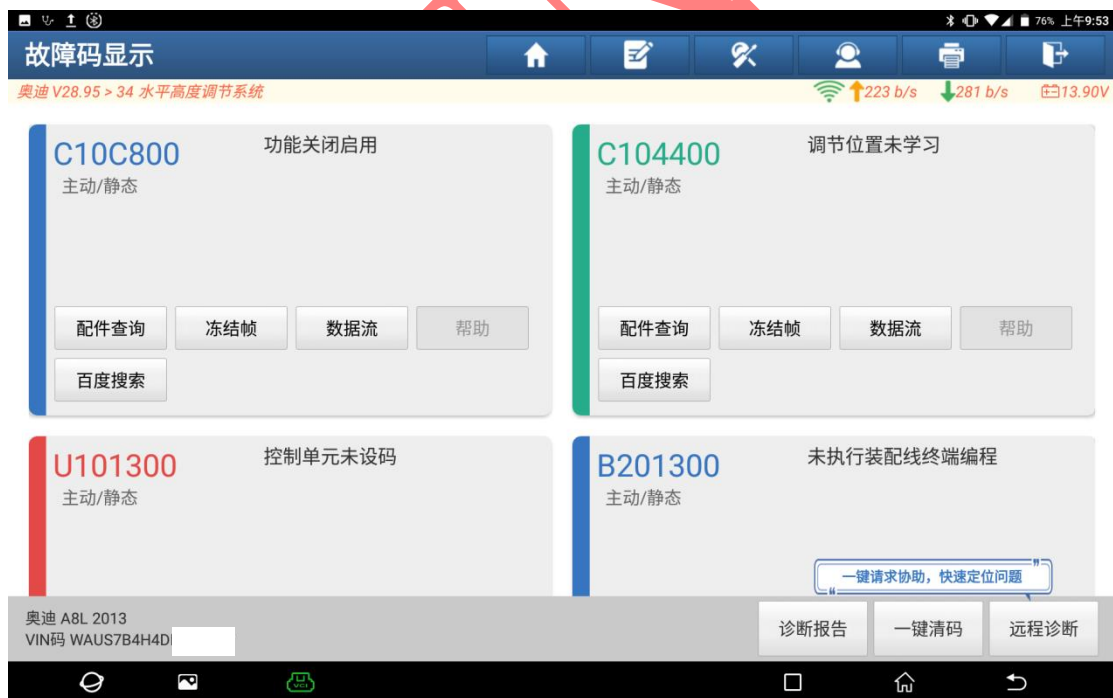 76% 上午9:53
故障码显示
奥迪 V28.95 > 34 水平高度调节系统
223 b/s 281 b/s 13.90V
C10C800 功能关闭启用
主动/静态
配件查询 冻结帧 数据流 帮助
百度搜索
C104400 调节位置未学习
主动/静态
配件查询 冻结帧 数据流 帮助
百度搜索
U101300 控制单元未设码
主动/静态
B201300 未执行装配线终端编程
主动/静态
一键请求协助，快速定位问题
奥迪 A8L 2013
VIN码 WAUS7B4H4D
诊断报告 一键清码 远程诊断